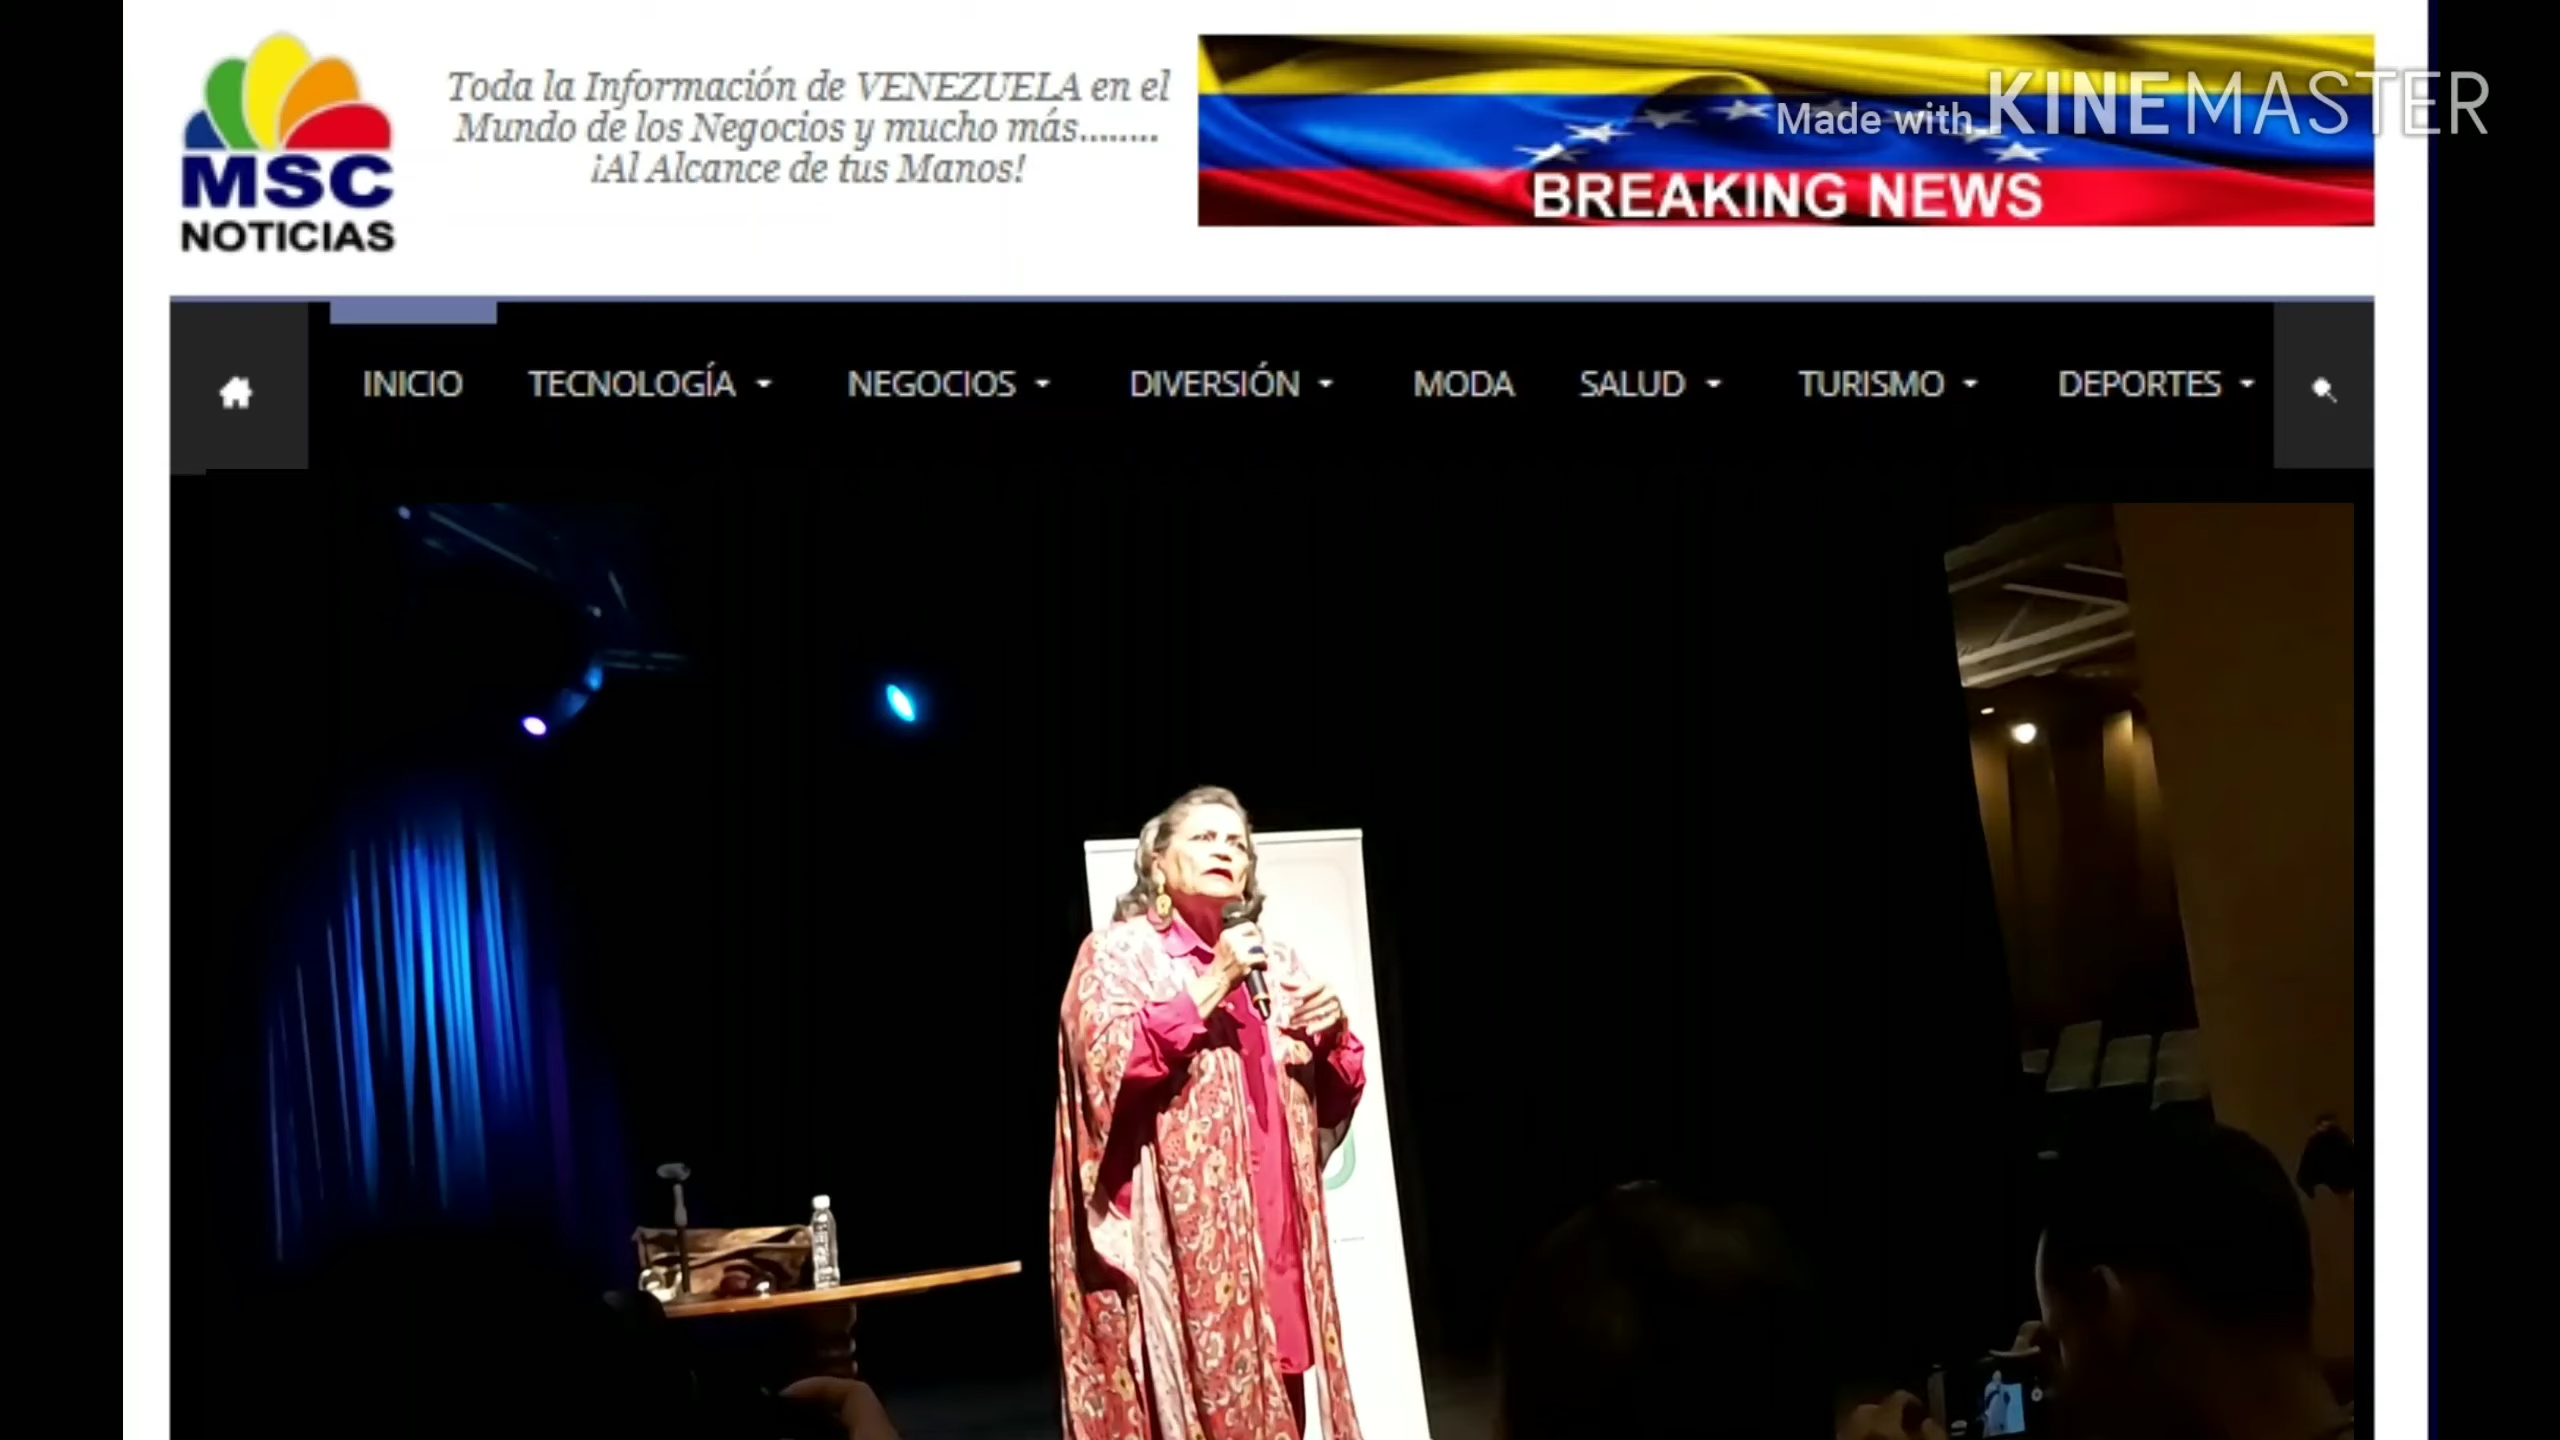 Toda la Información de VENEZUELA en el
Mundo de los Negocios y mucho más........
¡Al Alcance de tus Manos!
MSC
NOTICIAS
Made with KINEMASTER
BREAKING NEWS
INICIO TECNOLOGÍA NEGOCIOS DIVERSIÓN MODA SALUD TURISMO DEPORTES